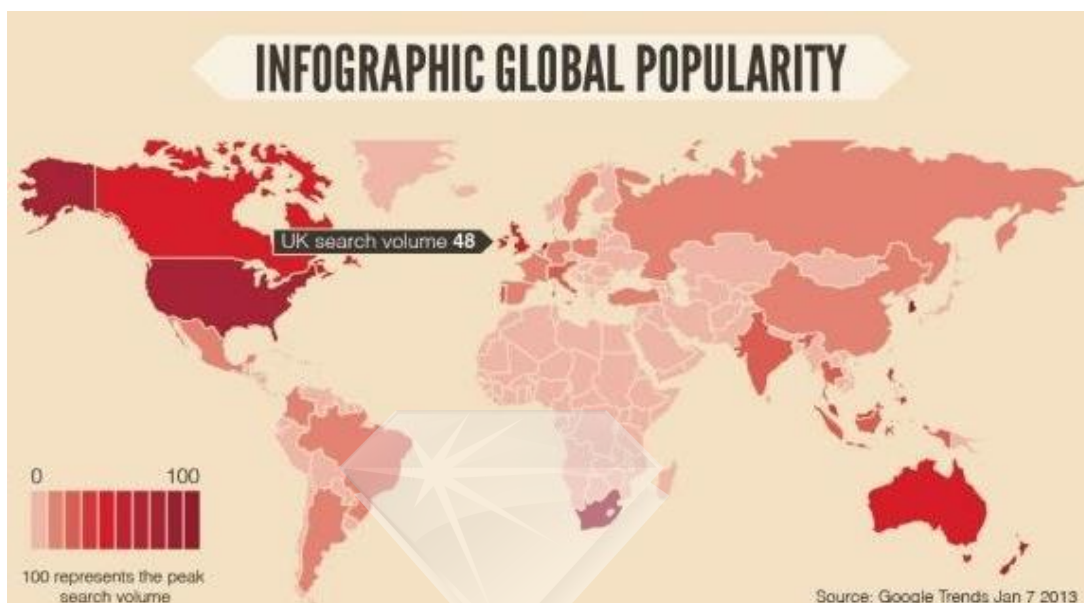 INFOGRAPHIC GLOBAL POPULARITY
UK search volume 48
0 100
100 represents the peak
search volume
Source: Google Trends Jan 7 2013